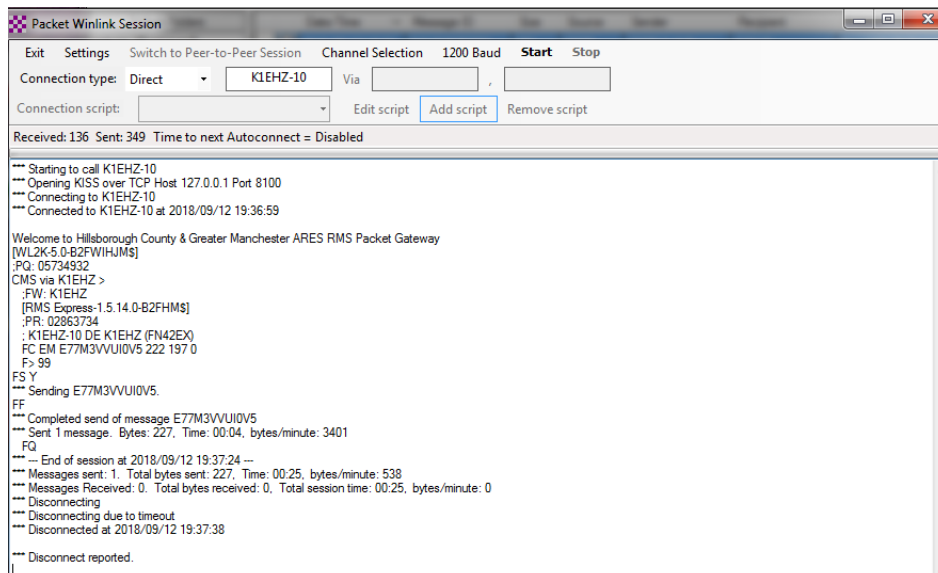 Date/Time Message ID Size Source Sender Recipient
Packet Winlink Session
Exit Settings Switch to Peer-to-Peer Session Channel Selection 1200 Baud Start Stop
Connection type: Direct K1EHZ-10 Via ,
Connection script: Edit script Add script Remove script
Received: 136 Sent: 349 Time to next Autoconnect = Disabled
*** Starting to call K1EHZ-10
*** Opening KISS over TCP Host 127.0.0.1 Port 8100
*** Connecting to K1EHZ-10
*** Connected to K1EHZ-10 at 2018/09/12 19:36:59
Welcome to Hillsborough County & Greater Manchester ARES RMS Packet Gateway
[WL2K-5.0-B2FWIHJM$]
;PQ: 05734932
CMS via K1EHZ >
;FW: K1EHZ
[RMS Express-1.5.14.0-B2FHM$]
;PR: 02863734
; K1EHZ-10 DE K1EHZ (FN42EX)
FC EM E77M3VVUI0V5 222 197 0
F> 99
FS Y
*** Sending E77M3VVUI0V5.
FF
*** Completed send of message E77M3VVUI0V5
*** Sent 1 message. Bytes: 227, Time: 00:04, bytes/minute: 3401
FQ
*** --- End of session at 2018/09/12 19:37:24 ---
*** Messages sent: 1. Total bytes sent: 227, Time: 00:25, bytes/minute: 538
*** Messages Received: 0. Total bytes received: 0, Total session time: 00:25, bytes/minute: 0
*** Disconnecting
*** Disconnecting due to timeout
*** Disconnected at 2018/09/12 19:37:38
*** Disconnect reported.